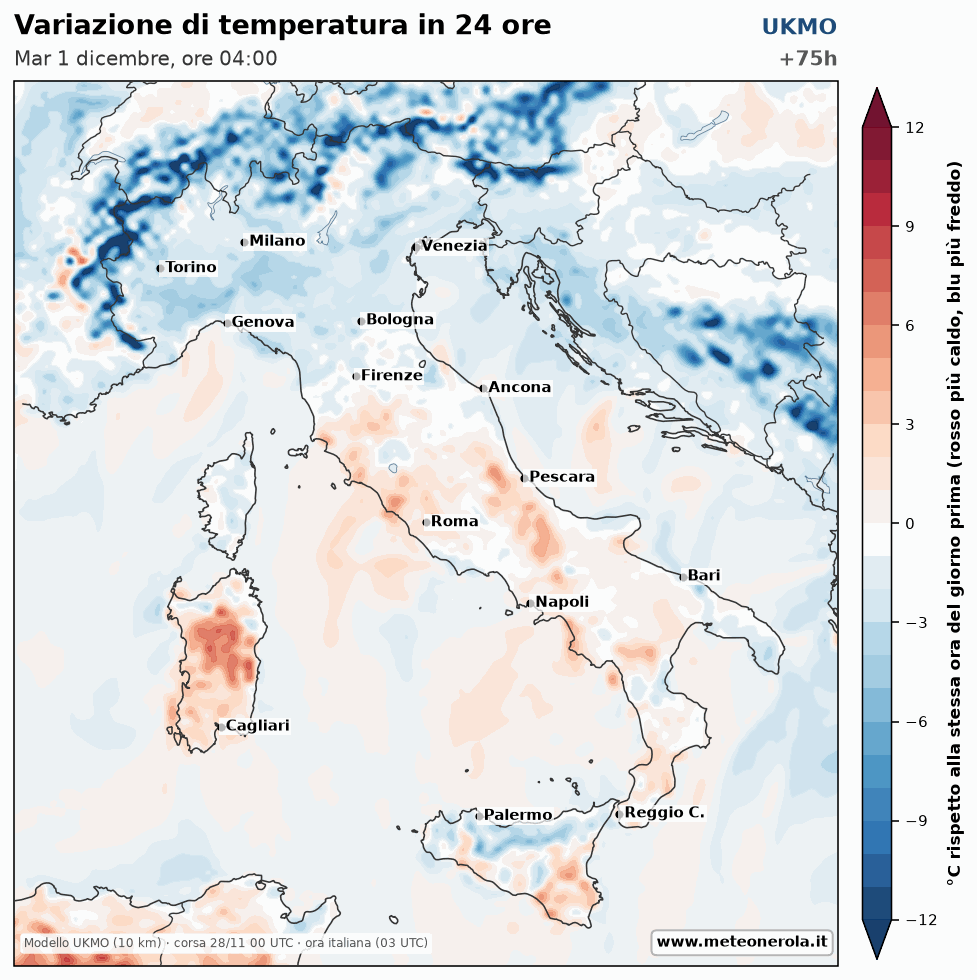 Variazione di temperatura in 24 ore
UKMO
Mar 1 dicembre, ore 04:00
+75h
Milano
Venezia
Torino
Genova
Bologna
Firenze
Ancona
Pescara
Roma
Bari
Napoli
Cagliari
Palermo
Reggio C.
12
9
6
3
0
−3
−6
−9
−12
°C rispetto alla stessa ora del giorno prima (rosso più caldo, blu più freddo)
Modello UKMO (10 km) · corsa 28/11 00 UTC · ora italiana (03 UTC)
www.meteonerola.it